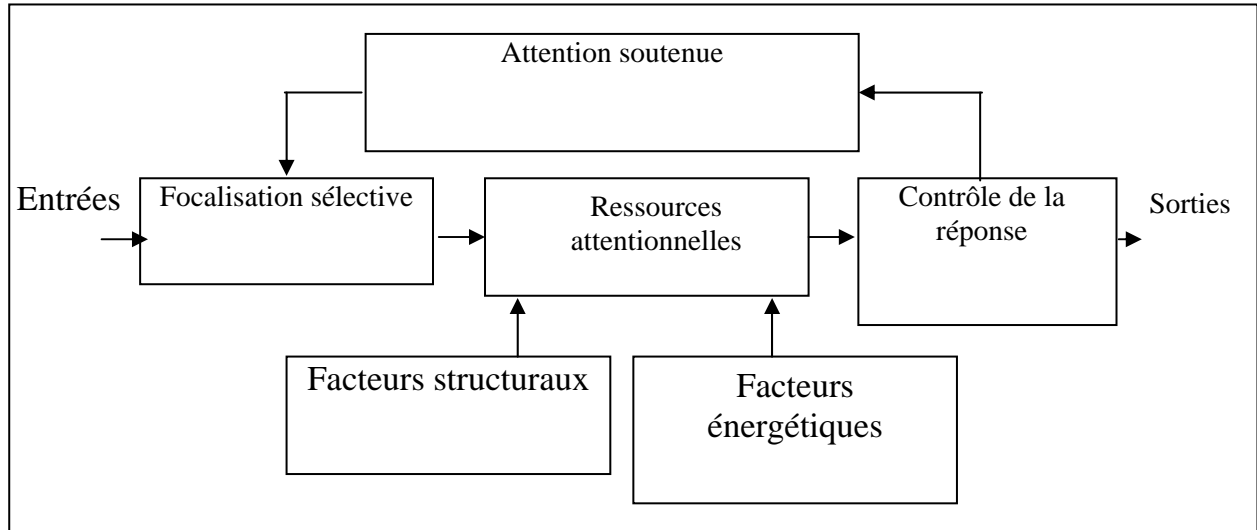 Attention soutenue
Entrées
Focalisation sélective
Ressources
attentionnelles
Contrôle de la
réponse
Sorties
Facteurs structuraux
Facteurs
énergétiques